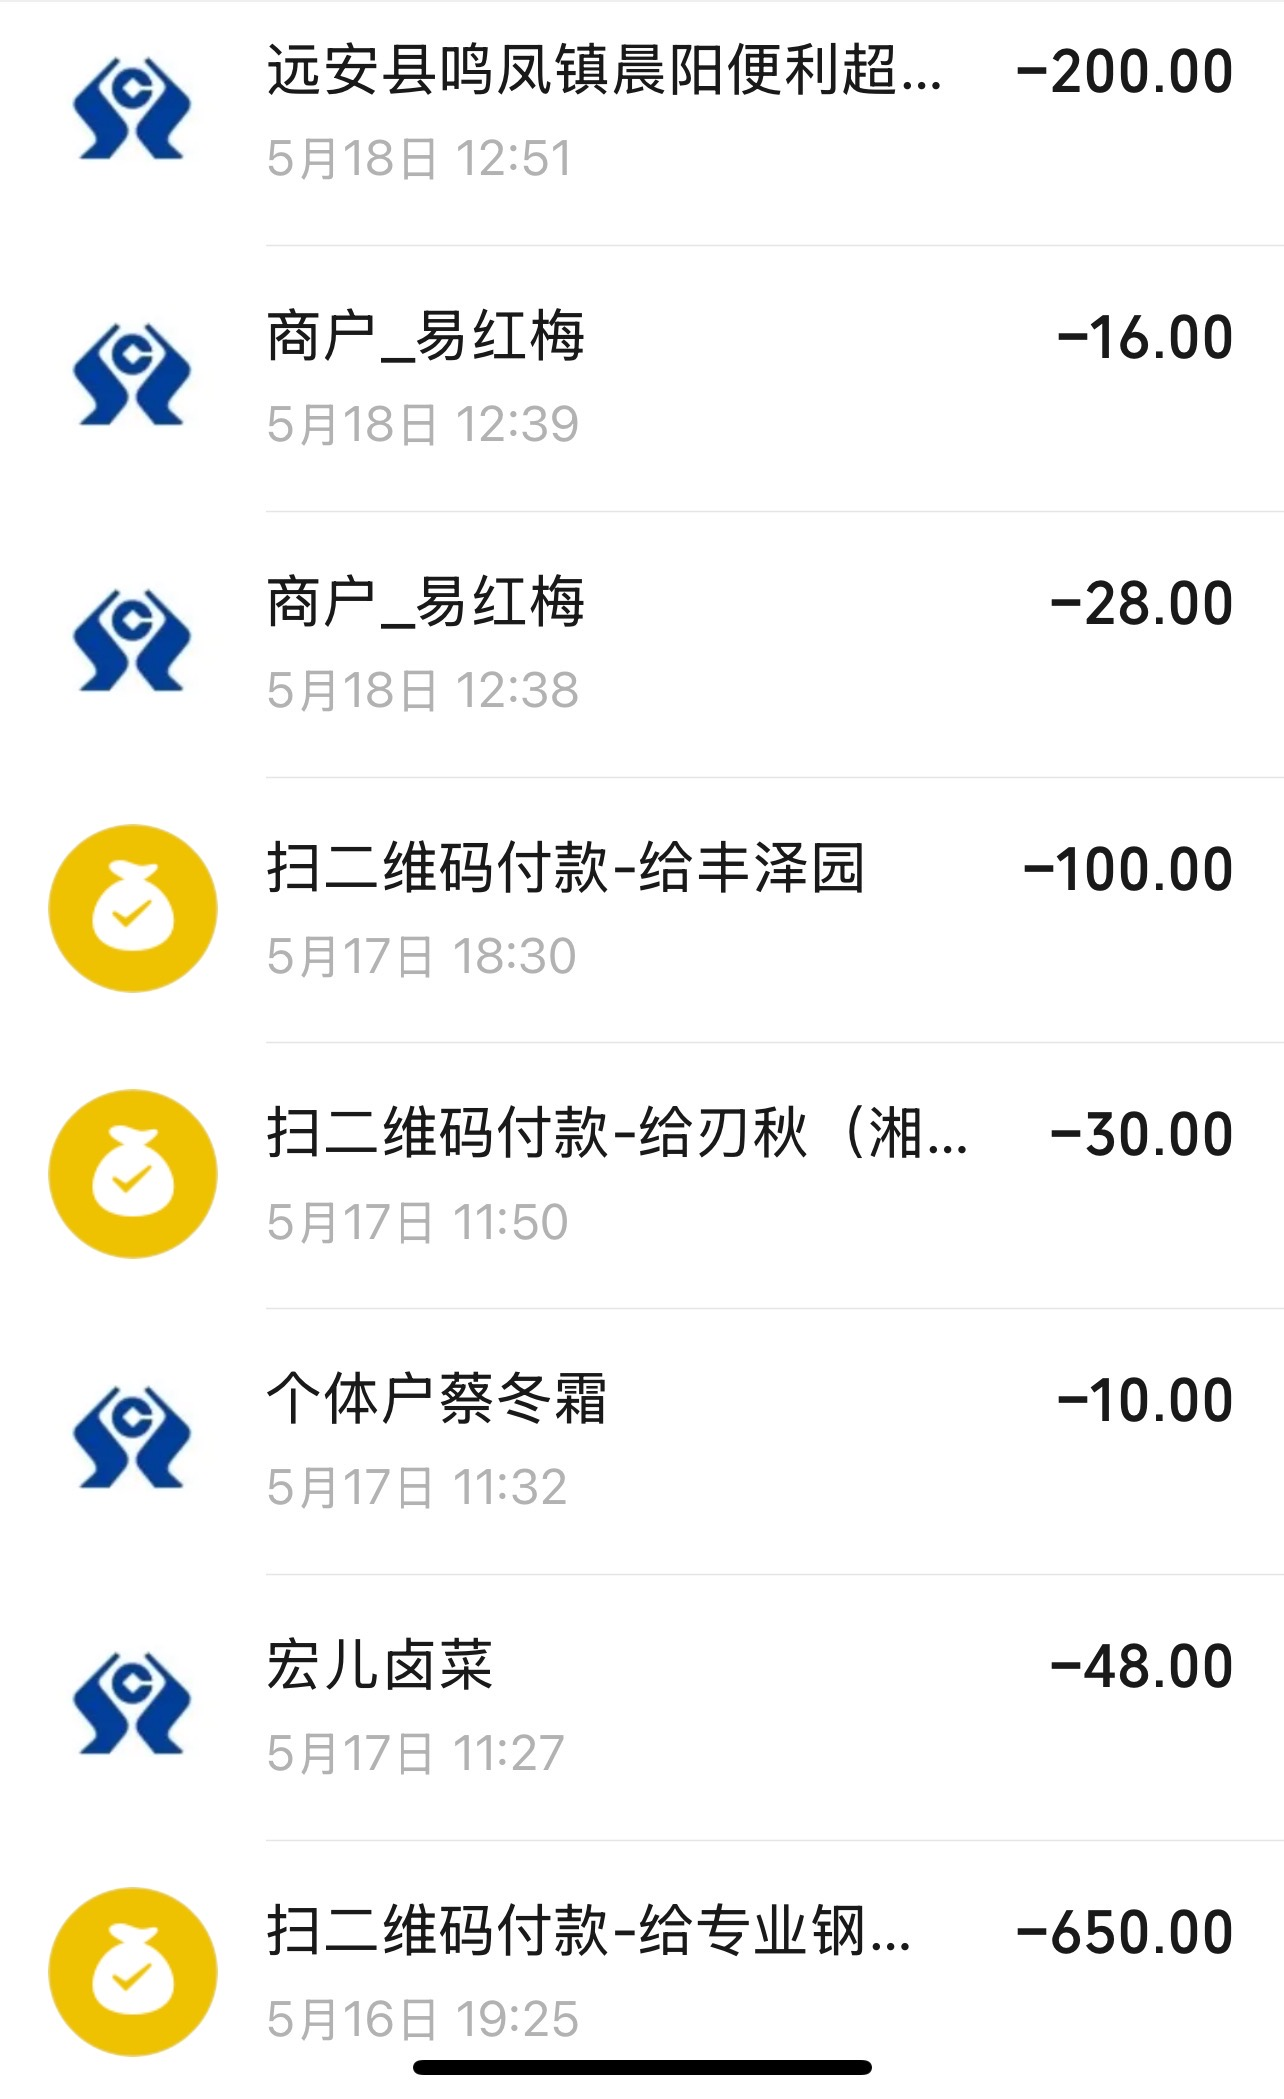 远安县鸣凤镇晨阳便利超... -200.00
5月18日 12:51
商户_易红梅 -16.00
5月18日 12:39
商户_易红梅 -28.00
5月18日 12:38
扫二维码付款-给丰泽园 -100.00
5月17日 18:30
扫二维码付款-给刃秋（湘... -30.00
5月17日 11:50
个体户蔡冬霜 -10.00
5月17日 11:32
宏儿卤菜 -48.00
5月17日 11:27
扫二维码付款-给专业钢... -650.00
5月16日 19:25